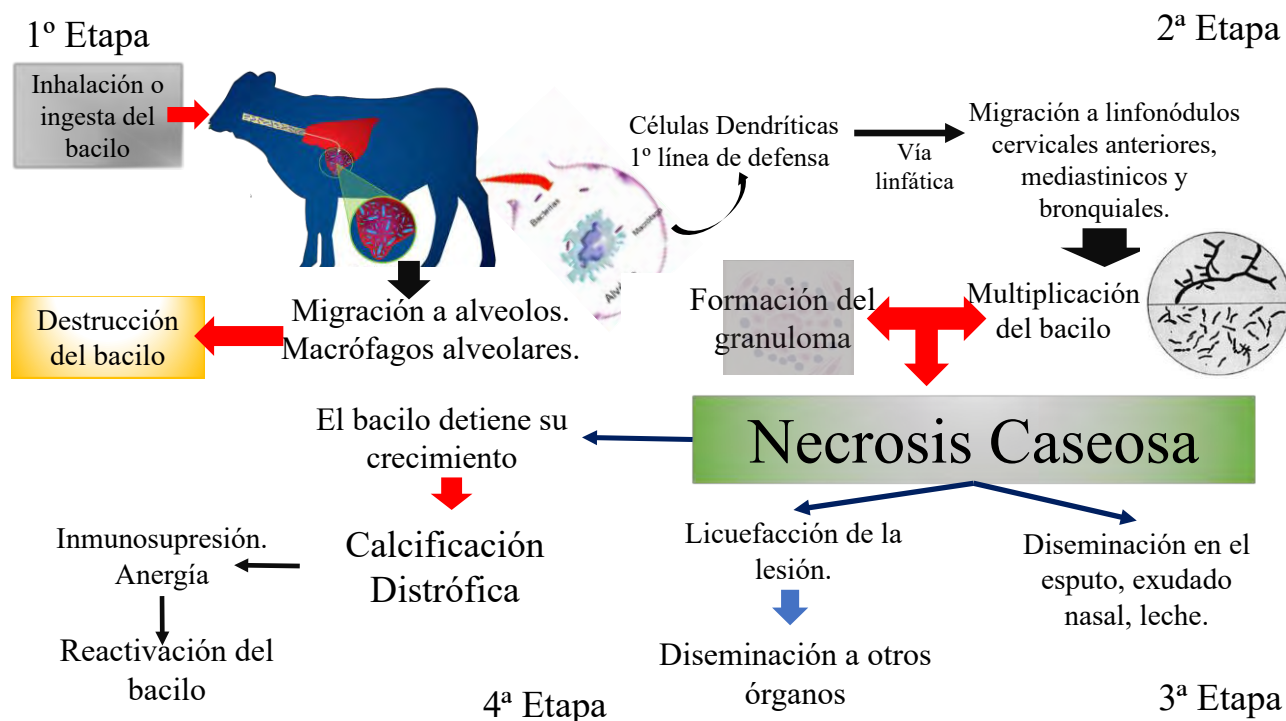 1º Etapa
Inhalación o
ingesta del
bacilo
Bacterias
Macrófago
Células Dendríticas
1º línea de defensa
Vía
linfática
2ª Etapa
Migración a linfonódulos
cervicales anteriores,
mediastinicos y
bronquiales.
Destrucción
del bacilo
Migración a alveolos.
Macrófagos alveolares.
Formación del
granuloma
Multiplicación
del bacilo
El bacilo detiene su
crecimiento
Necrosis Caseosa
Inmunosupresión.
Anergía
Calcificación
Distrófica
Licuefacción de la
lesión.
Diseminación en el
esputo, exudado
nasal, leche.
Reactivación del
bacilo
Diseminación a otros
órganos
4ª Etapa
3ª Etapa